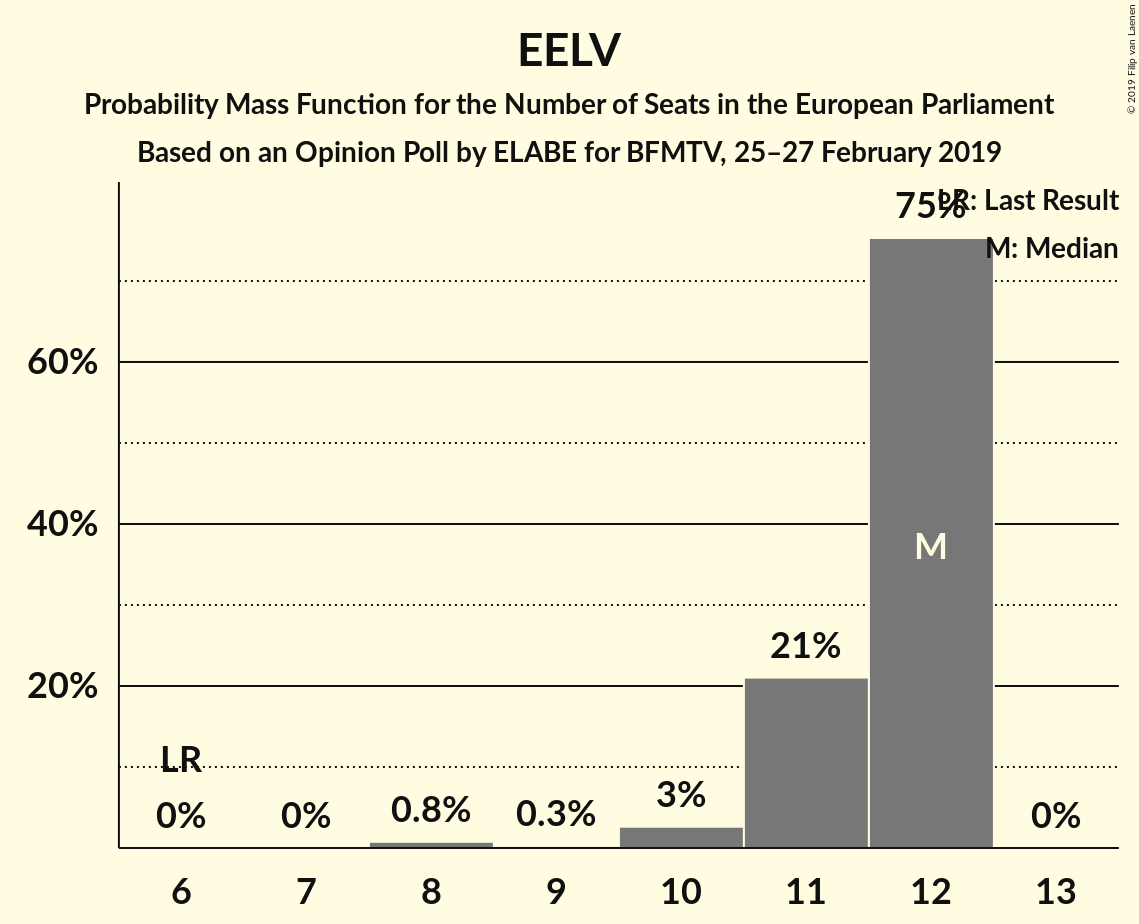 EELV
Probability Mass Function for the Number of Seats in the European Parliament
Based on an Opinion Poll by ELABE for BFMTV, 25–27 February 2019
© 2019 Filip van Laenen
LR: Last Result
M: Median
75%
60%
40%
M
21%
20%
LR
0%
0%
0.8%
0.3%
3%
0%
6 7 8 9 10 11 12 13